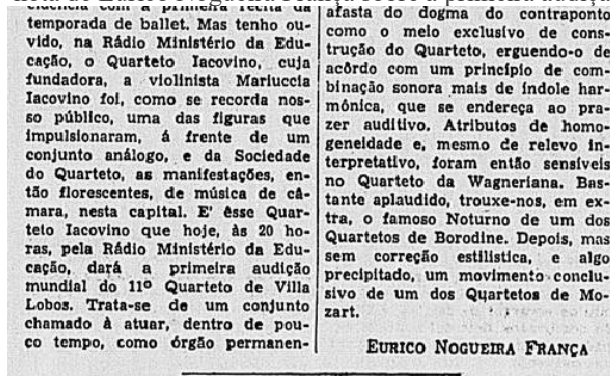 temporada de ballet. Mas tenho ou-
vido, na Rádio Ministério da Edu-
cação, o Quarteto Iacovino, cuja
fundadora, a violinista Mariuccia
Iacovino foi, como se recorda nos-
so público, uma das figuras que
impulsionaram, á frente de um
conjunto análogo, e da Sociedade
do Quarteto, as manifestações, en-
tão florescentes, de música de câ-
mara, nesta capital. E' êsse Quar-
teto Iacovino que hoje, às 20 ho-
ras, pela Rádio Ministério da Edu-
cação, dará a primeira audição
mundial do 11º Quarteto de Villa
Lobos. Trata-se de um conjunto
chamado à atuar, dentro de pou-
co tempo, como órgão permanen-
afasta do dogma do contraponto
como o meio exclusivo de cons-
trução do Quarteto, erguendo-o de
acôrdo com um princípio de com-
binação sonora mais de índole har-
mônica, que se endereça ao pra-
zer auditivo. Atributos de homo-
geneidade e, mesmo de relevo in-
terpretativo, foram então sensíveis
no Quarteto da Wagneriana. Bas-
tante aplaudido, trouxe-nos, em ex-
tra, o famoso Noturno de um dos
Quartetos de Borodine. Depois, mas
sem correção estilística, e algo
precipitado, um movimento conclu-
sivo de um dos Quartetos de Mo-
zart.
EURICO NOGUEIRA FRANÇA